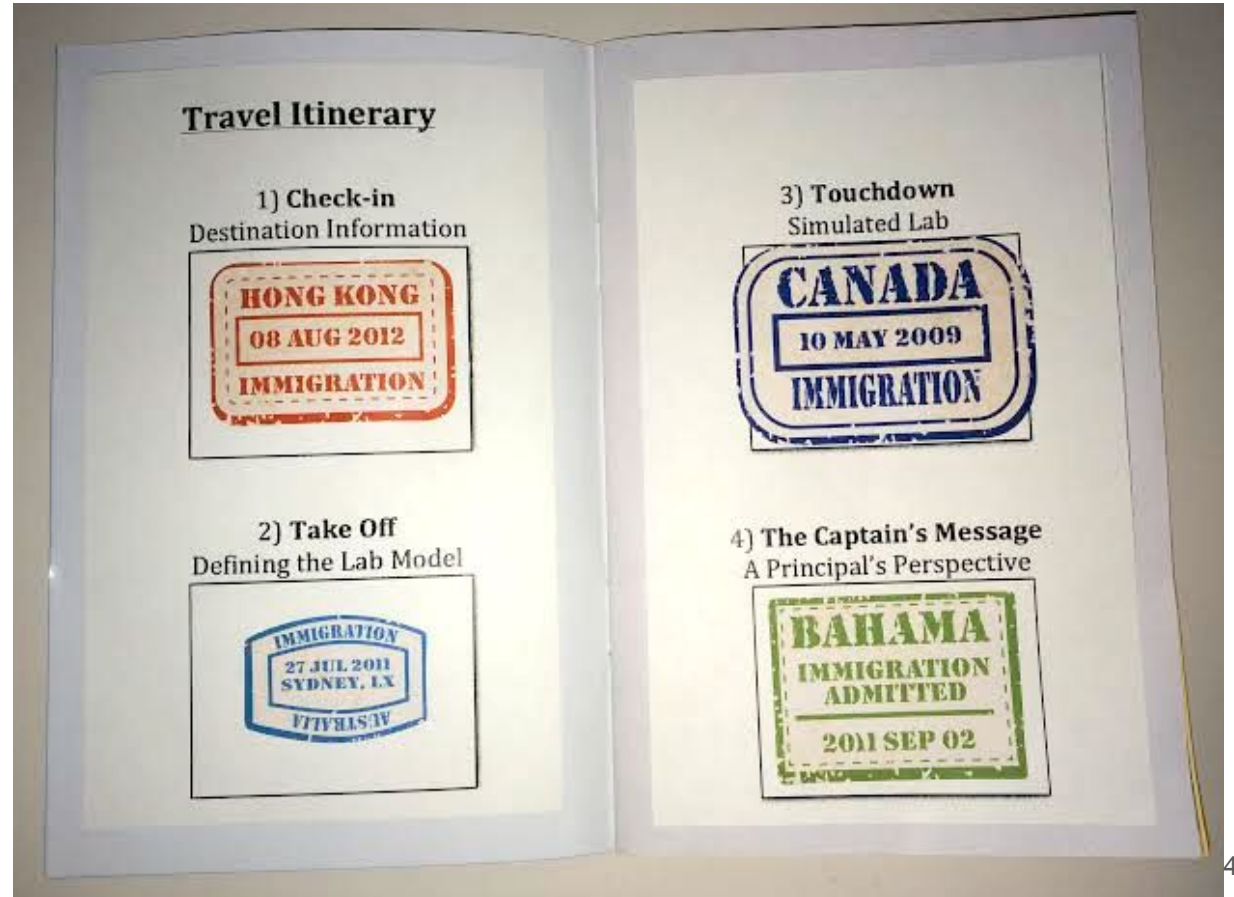 Travel Itinerary
1) Check-in
Destination Information
HONG KONG
08 AUG 2012
IMMIGRATION
2) Take Off
Defining the Lab Model
IMMIGRATION
27 JUL 2011
SYDNEY, LX
AUSTRALIA
3) Touchdown
Simulated Lab
CANADA
10 MAY 2009
IMMIGRATION
4) The Captain's Message
A Principal's Perspective
BAHAMA
IMMIGRATION
ADMITTED
2011 SEP 02
4